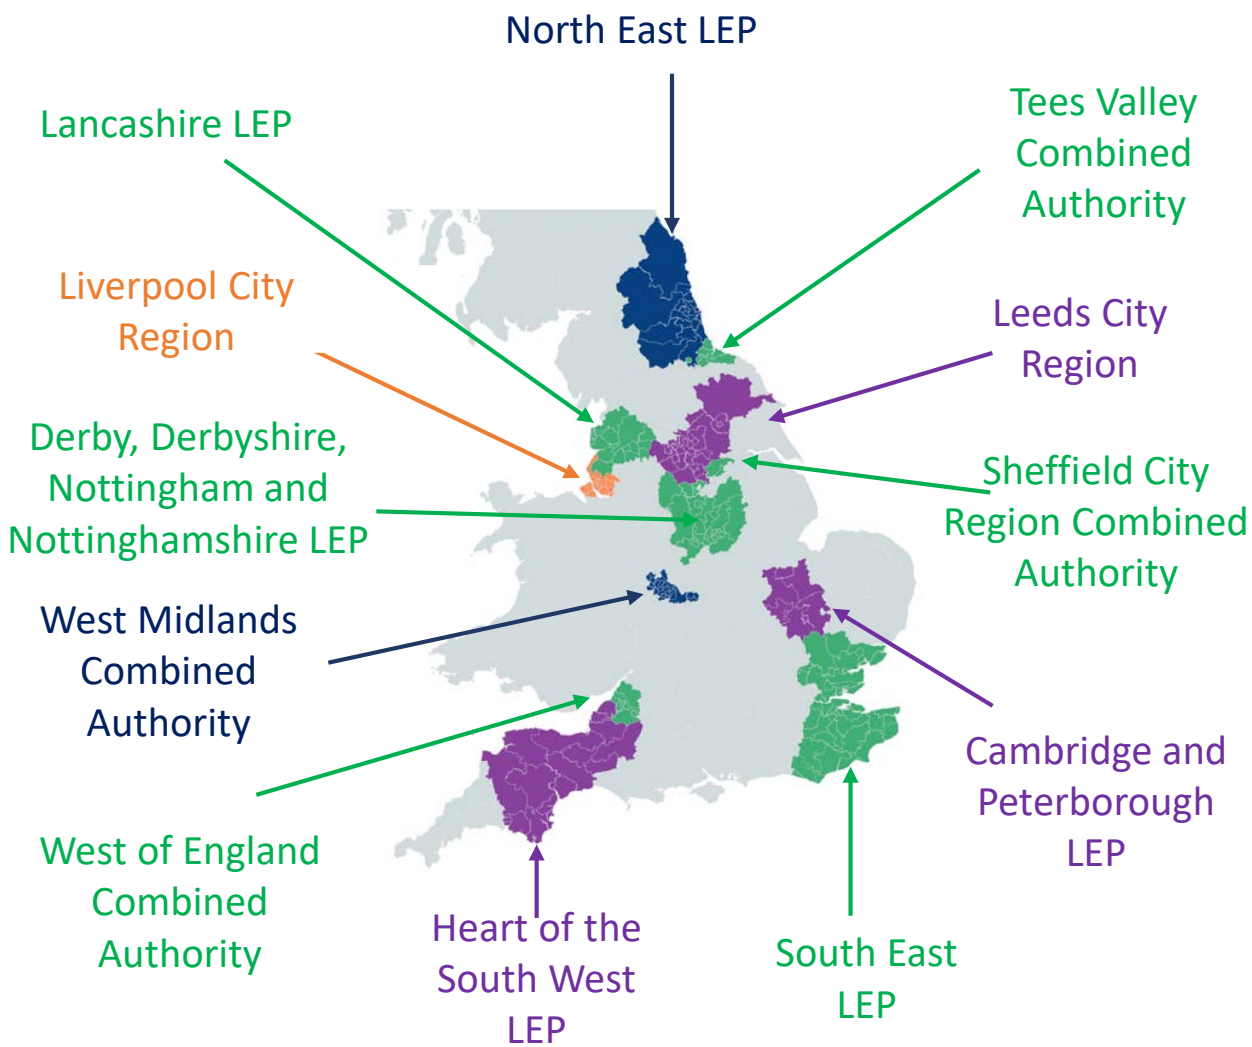 North East LEP
Lancashire LEP
Tees Valley
Combined
Authority
Liverpool City
Region
Leeds City
Region
Derby, Derbyshire,
Nottingham and
Nottinghamshire LEP
Sheffield City
Region Combined
Authority
West Midlands
Combined
Authority
Cambridge and
Peterborough
LEP
West of England
Combined
Authority
Heart of the
South West
LEP
South East
LEP